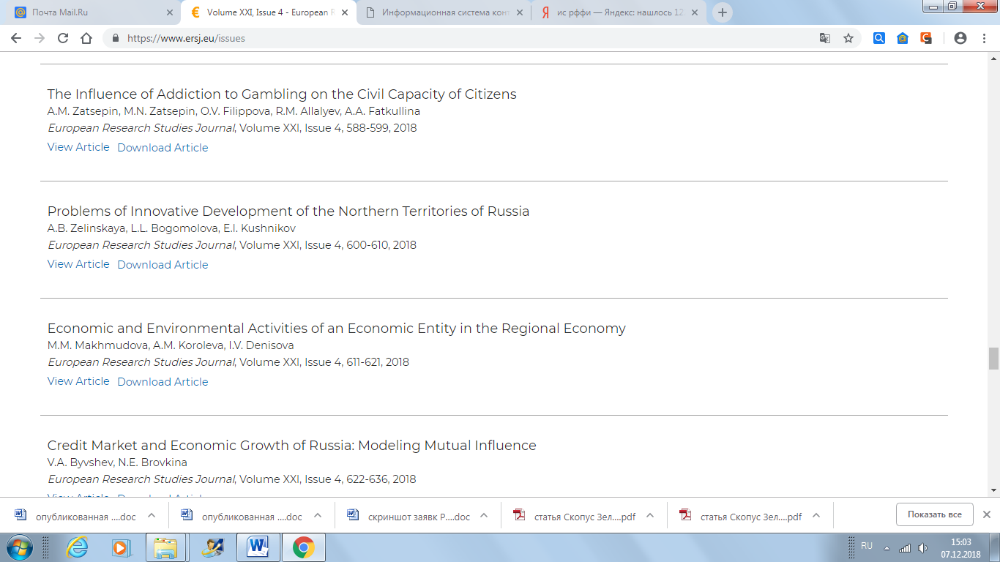 Почта Mail.Ru
Volume XXI, Issue 4 - European R
Информационная система кон
ис рффи — Яндекс: нашлось 12
https://www.ersj.eu/issues
The Influence of Addiction to Gambling on the Civil Capacity of Citizens
A.M. Zatsepin, M.N. Zatsepin, O.V. Filippova, R.M. Allalyev, A.A. Fatkullina
European Research Studies Journal, Volume XXI, Issue 4, 588-599, 2018
View Article Download Article
Problems of Innovative Development of the Northern Territories of Russia
A.B. Zelinskaya, L.L. Bogomolova, E.I. Kushnikov
European Research Studies Journal, Volume XXI, Issue 4, 600-610, 2018
View Article Download Article
Economic and Environmental Activities of an Economic Entity in the Regional Economy
M.M. Makhmudova, A.M. Koroleva, I.V. Denisova
European Research Studies Journal, Volume XXI, Issue 4, 611-621, 2018
View Article Download Article
Credit Market and Economic Growth of Russia: Modeling Mutual Influence
V.A. Byvshev, N.E. Brovkina
European Research Studies Journal, Volume XXI, Issue 4, 622-636, 2018
View Article Download Article
опубликованная ....doc
опубликованная ....doc
скриншот заявк Р....doc
статья Скопус Зел....pdf
статья Скопус Зел....pdf
Показать все
RU
15:03
07.12.2018